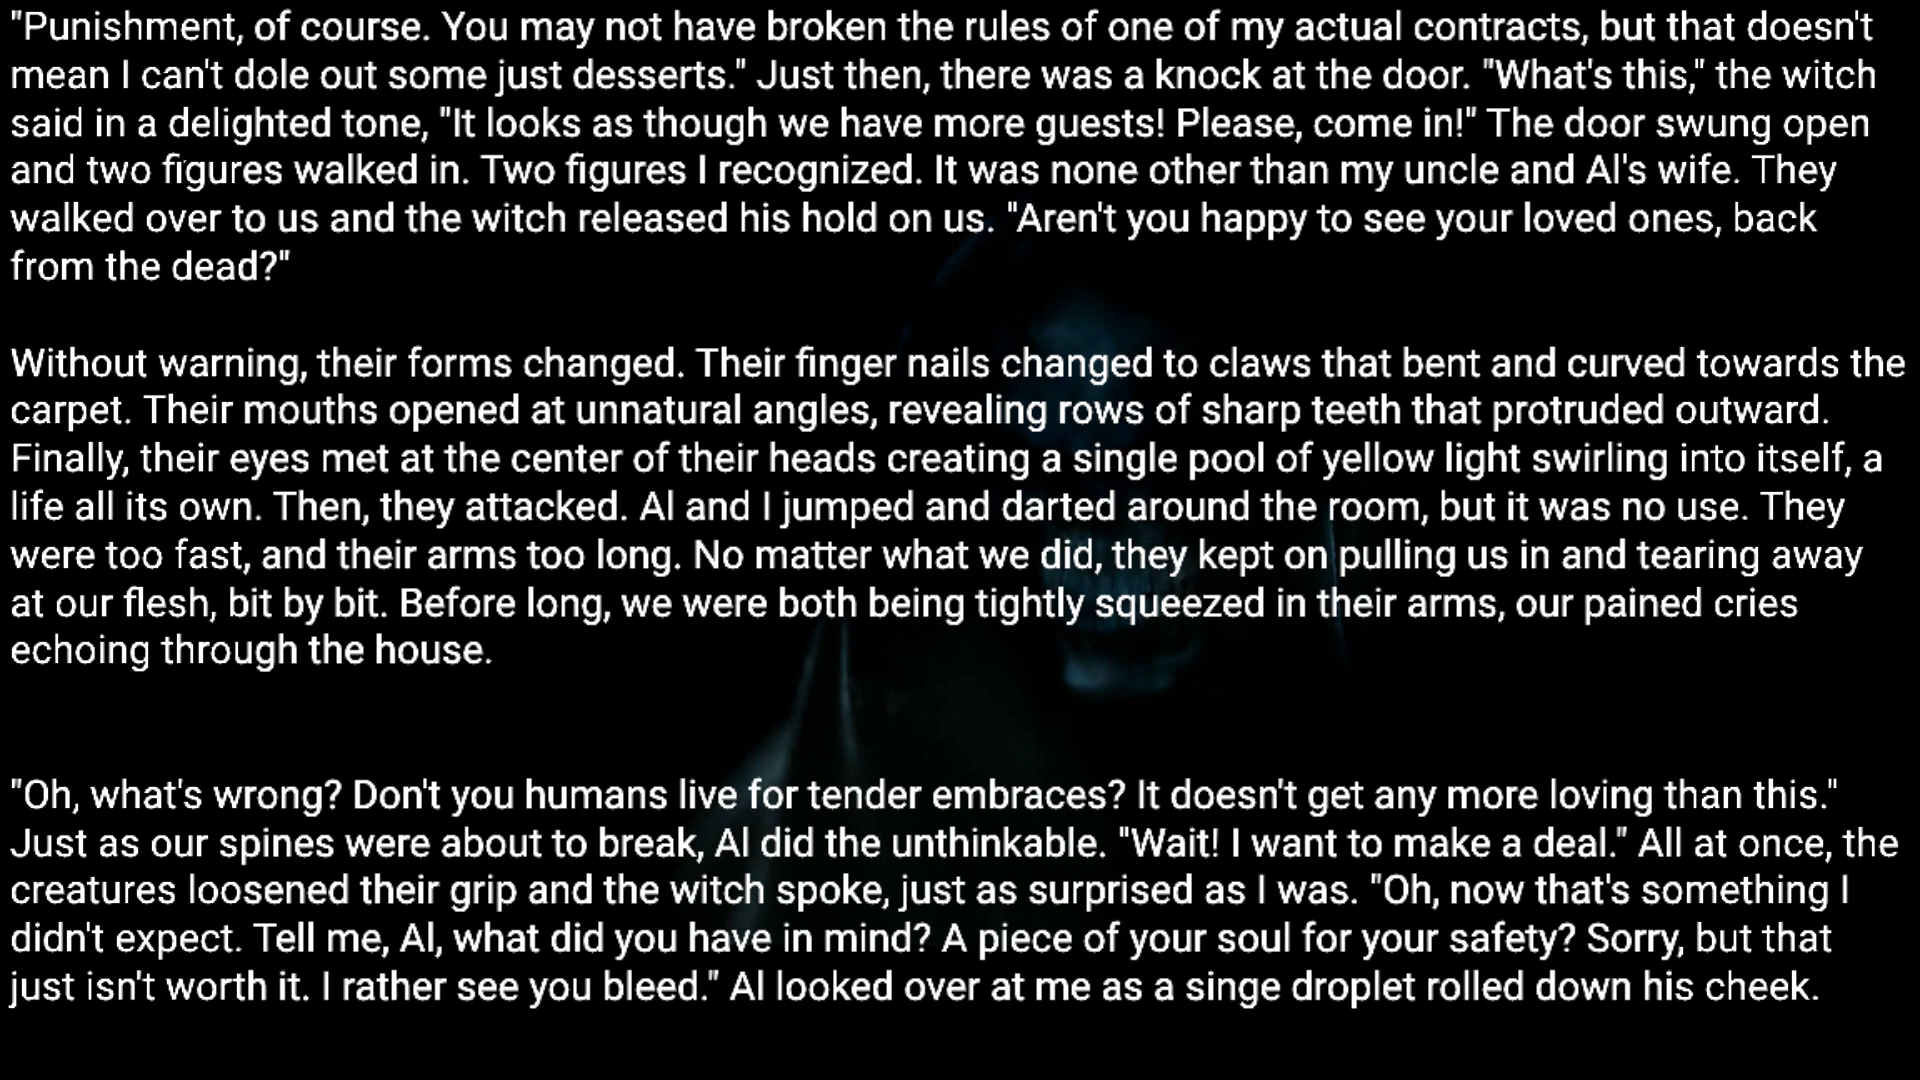 "Punishment, of course. You may not have broken the rules of one of my actual contracts, but that doesn't
mean I can't dole out some just desserts." Just then, there was a knock at the door. "What's this," the witch
said in a delighted tone, "It looks as though we have more guests! Please, come in!" The door swung open
and two figures walked in. Two figures I recognized. It was none other than my uncle and Al's wife. They
walked over to us and the witch released his hold on us. "Aren't you happy to see your loved ones, back
from the dead?"
Without warning, their forms changed. Their finger nails changed to claws that bent and curved towards the
carpet. Their mouths opened at unnatural angles, revealing rows of sharp teeth that protruded outward.
Finally, their eyes met at the center of their heads creating a single pool of yellow light swirling into itself, a
life all its own. Then, they attacked. Al and I jumped and darted around the room, but it was no use. They
were too fast, and their arms too long. No matter what we did, they kept on pulling us in and tearing away
at our flesh, bit by bit. Before long, we were both being tightly squeezed in their arms, our pained cries
echoing through the house.
"Oh, what's wrong? Don't you humans live for tender embraces? It doesn't get any more loving than this."
Just as our spines were about to break, Al did the unthinkable. "Wait! I want to make a deal." All at once, the
creatures loosened their grip and the witch spoke, just as surprised as I was. "Oh, now that's something I
didn't expect. Tell me, Al, what did you have in mind? A piece of your soul for your safety? Sorry, but that
just isn't worth it. I rather see you bleed." Al looked over at me as a singe droplet rolled down his cheek.